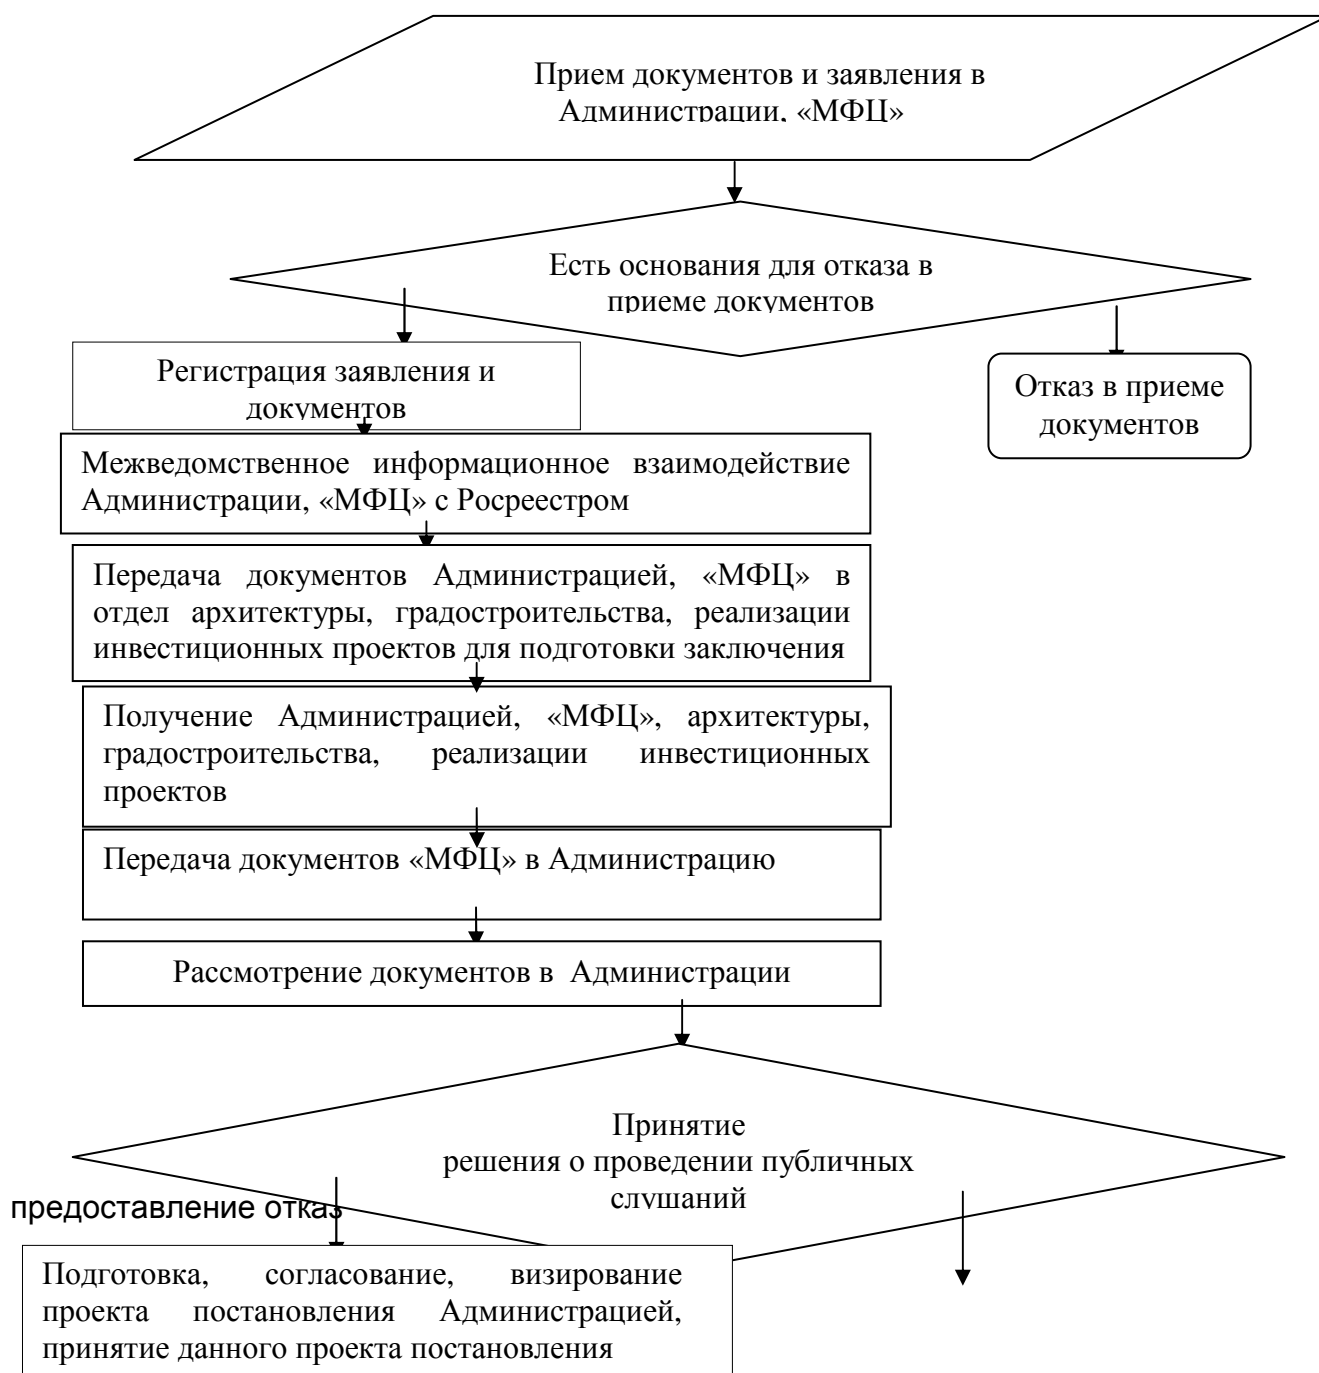 Прием документов и заявления в
Администрации, «МФЦ»
Есть основания для отказа в
приеме документов
Регистрация заявления и
документов
Отказ в приеме
документов
Межведомственное информационное взаимодействие
Администрации, «МФЦ» с Росреестром
Передача документов Администрацией, «МФЦ» в
отдел архитектуры, градостроительства, реализации
инвестиционных проектов для подготовки заключения
Получение Администрацией, «МФЦ», архитектуры,
градостроительства, реализации инвестиционных
проектов
Передача документов «МФЦ» в Администрацию
Рассмотрение документов в Администрации
Принятие
решения о проведении публичных
слушаний
предоставление отказ
Подготовка, согласование, визирование
проекта постановления Администрацией,
принятие данного проекта постановления